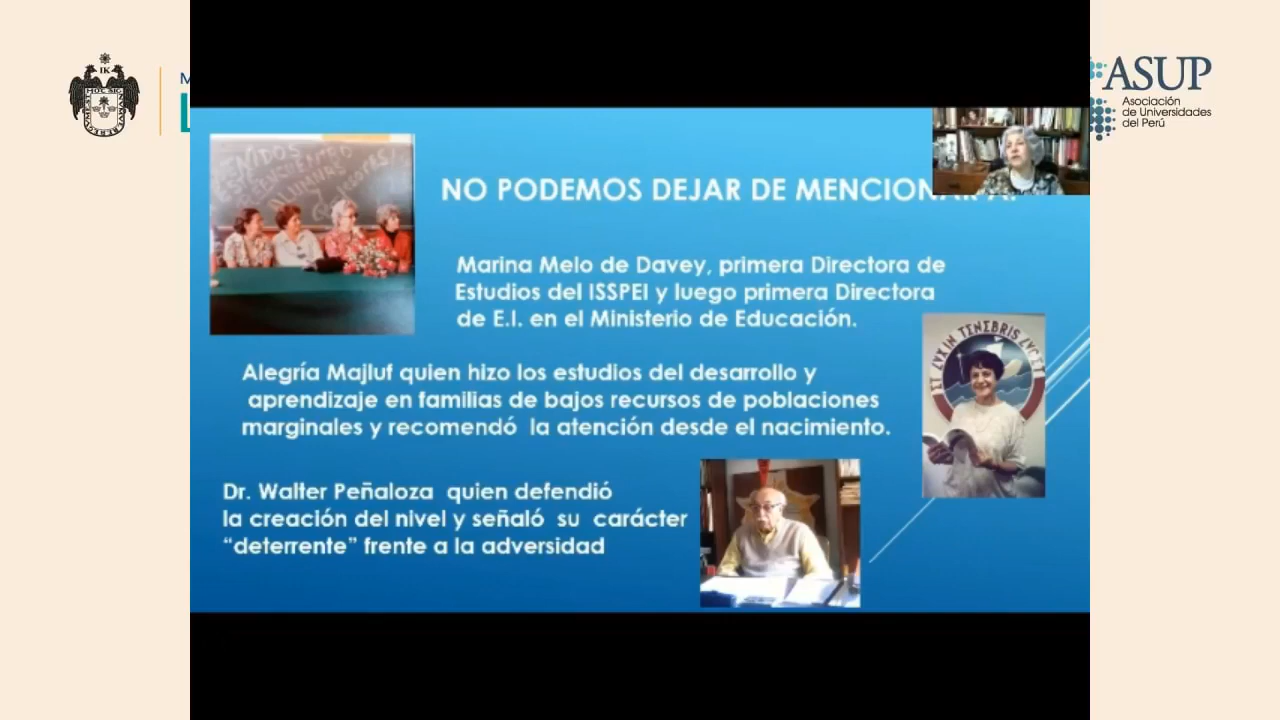 ASUP
Asociación
de Universidades
del Perú
NO PODEMOS DEJAR DE MENCIONAR A:
Marina Melo de Davey, primera Directora de
Estudios del ISSPEI y luego primera Directora
de E.I. en el Ministerio de Educación.
Alegría Majluf quien hizo los estudios del desarrollo y
aprendizaje en familias de bajos recursos de poblaciones
marginales y recomendó la atención desde el nacimiento.
ET LVX IN TENEBRIS LVCET
Dr. Walter Peñaloza quien defendió
la creación del nivel y señaló su carácter
“deterrente” frente a la adversidad